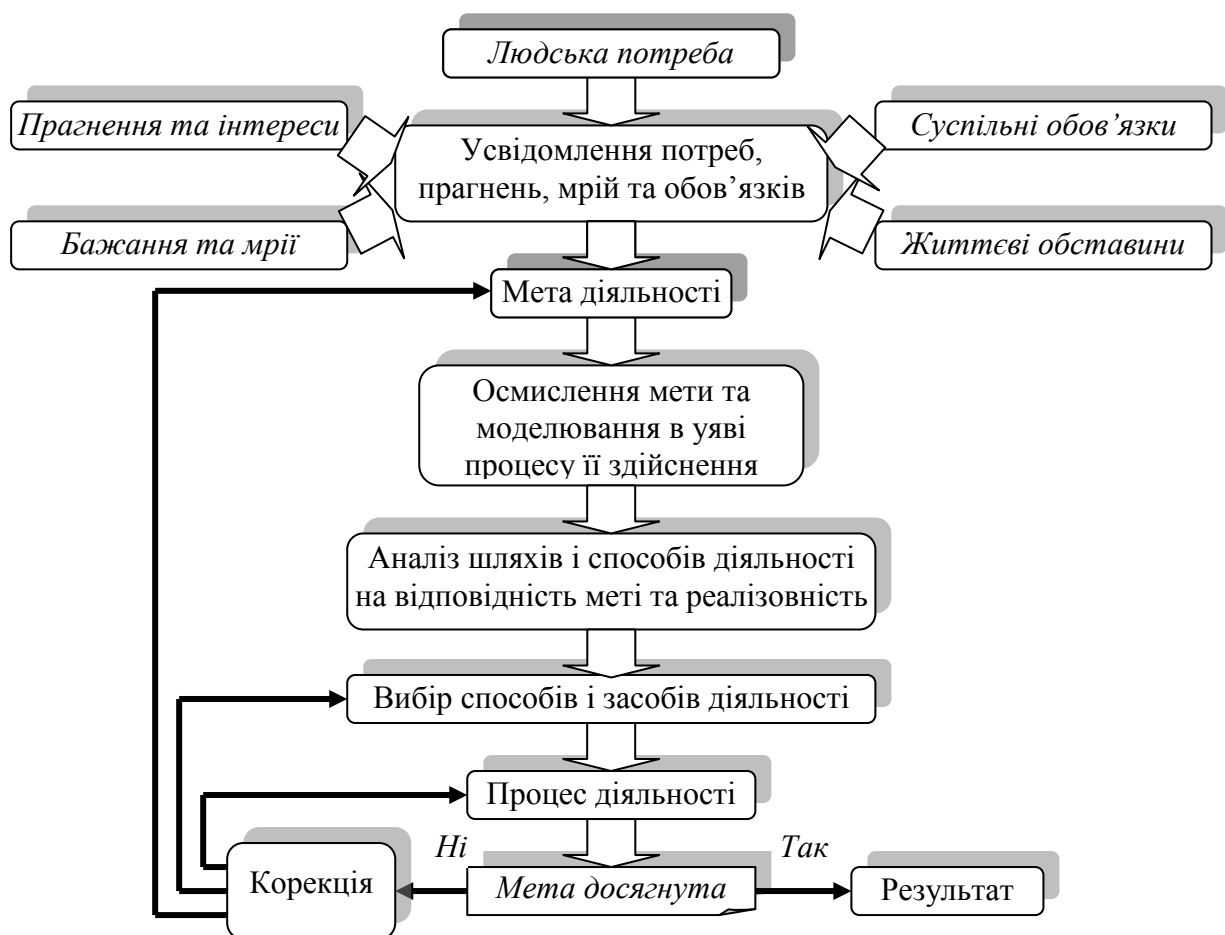 Людська потреба
Прагнення та інтереси
Суспільні обов’язки
Усвідомлення потреб,
прагнень, мрій та обов’язків
Бажання та мрії
Життєві обставини
Мета діяльності
Осмислення мети та
моделювання в уяві
процесу її здійснення
Аналіз шляхів і способів діяльності
на відповідність меті та реалізовність
Вибір способів і засобів діяльності
Процес діяльності
Ні
Так
Корекція
Мета досягнута
Результат